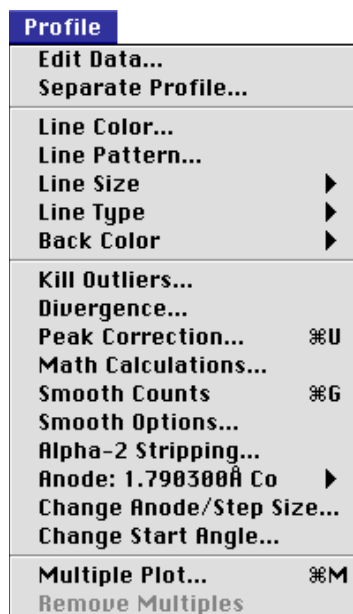 Profile
Edit Data...
Separate Profile...
Line Color...
Line Pattern...
Line Size
Line Type
Back Color
Kill Outliers...
Divergence...
Peak Correction... ⌘U
Math Calculations...
Smooth Counts ⌘G
Smooth Options...
Alpha-2 Stripping...
Anode: 1.790300Å Co
Change Anode/Step Size...
Change Start Angle...
Multiple Plot... ⌘M
Remove Multiples